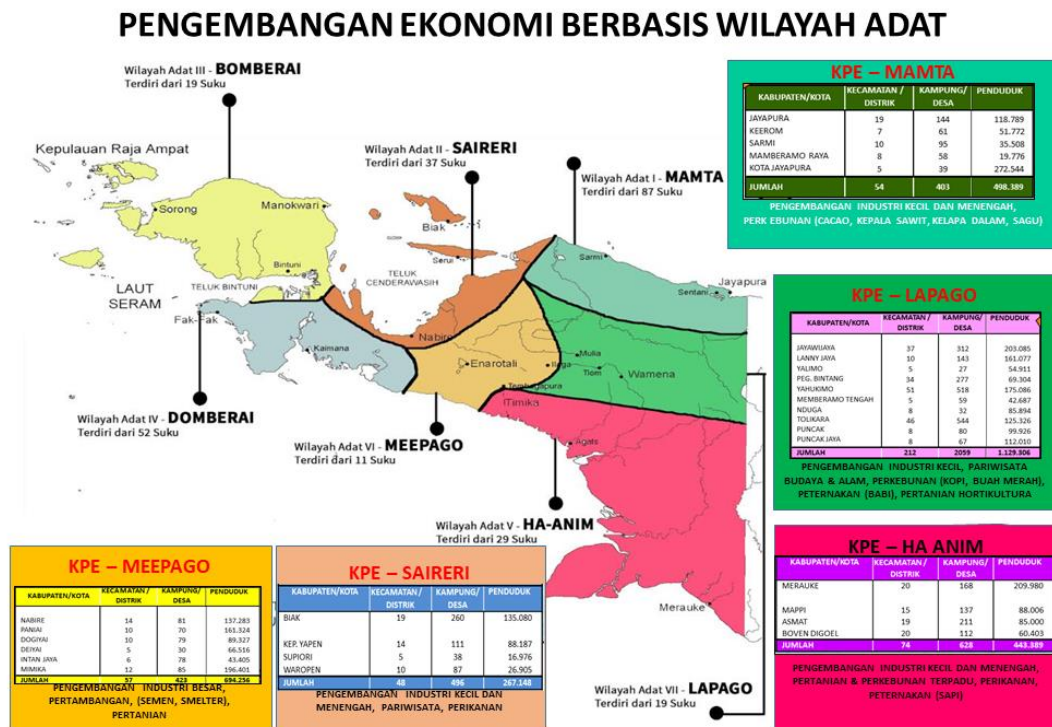 PENGEMBANGAN EKONOMI BERBASIS WILAYAH ADAT
Wilayah Adat III - BOMBERAI
Terdiri dari 19 Suku
Wilayah Adat II - SAIRERI
Terdiri dari 37 Suku
Wilayah Adat I - MAMTA
Terdiri dari 87 Suku
Kepulauan Raja Ampat
Sorong
Manokwari
Biak
Bintuni
Serui
Sarmi
LAUT
SERAM
TELUK BINTUNI
TELUK
CENDERAWASIH
Jayapura
Sentani
Fak-Fak
Kaimana
Nabire
Enarotali
Mulia
Ilaga
Tiom
Wamena
Tembagapura
Timika
Agats
Merauke
Wilayah Adat IV - DOMBERAI
Terdiri dari 52 Suku
Wilayah Adat VI - MEEPAGO
Terdiri dari 11 Suku
Wilayah Adat V - HA-ANIM
Terdiri dari 29 Suku
Wilayah Adat VII - LAPAGO
Terdiri dari 19 Suku
KPE – MAMTA
KABUPATEN/KOTA KECAMATAN / DISTRIK KAMPUNG/ DESA PENDUDUK
JAYAPURA 19 144 118.789
KEEROM 7 61 51.772
SARMI 10 95 35.508
MAMBERAMO RAYA 8 58 19.776
KOTA JAYAPURA 5 39 272.544
JUMLAH 54 403 498.389
PENGEMBANGAN INDUSTRI KECIL DAN MENENGAH,
PERK EBUNAN (CACAO, KEPALA SAWIT, KELAPA DALAM, SAGU)
KPE – LAPAGO
KABUPATEN/KOTA KECAMATAN / DISTRIK KAMPUNG/ DESA PENDUDUK
JAYAWIJAYA 37 312 203.085
LANNY JAYA 10 143 161.077
YALIMO 5 27 54.911
PEG. BINTANG 34 277 69.304
YAHUKIMO 51 518 175.086
MEMBERAMO TENGAH 5 59 42.687
NDUGA 8 32 85.894
TOLIKARA 46 544 125.326
PUNCAK 8 80 99.926
PUNCAK JAYA 8 67 112.010
JUMLAH 212 2059 1.129.306
PENGEMBANGAN INDUSTRI KECIL, PARIWISATA
BUDAYA & ALAM, PERKEBUNAN (KOPI, BUAH MERAH),
PETERNAKAN (BABI), PERTANIAN HORTIKULTURA
KPE – HA ANIM
KABUPATEN/KOTA KECAMATAN / DISTRIK KAMPUNG/ DESA PENDUDUK
MERAUKE 20 168 209.980
MAPPI 15 137 88.006
ASMAT 19 211 85.000
BOVEN DIGOEL 20 112 60.403
JUMLAH 74 628 443.389
PENGEMBANGAN INDUSTRI KECIL DAN MENENGAH,
PERTANIAN & PERKEBUNAN TERPADU, PERIKANAN,
PETERNAKAN (SAPI)
KPE – MEEPAGO
KABUPATEN/KOTA KECAMATAN / DISTRIK KAMPUNG/ DESA PENDUDUK
NABIRE 14 81 137.283
PANIAI 10 70 161.324
DOGIYAI 10 79 89.327
DEIYAI 5 30 66.516
INTAN JAYA 6 78 43.405
MIMIKA 12 85 196.401
JUMLAH 57 423 694.256
PENGEMBANGAN INDUSTRI BESAR,
PERTAMBANGAN, (SEMEN, SMELTER),
PERTANIAN
KPE – SAIRERI
KABUPATEN/KOTA KECAMATAN / DISTRIK KAMPUNG/ DESA PENDUDUK
BIAK 19 260 135.080
KEP. YAPEN 14 111 88.187
SUPIORI 5 38 16.976
WAROPEN 10 87 26.905
JUMLAH 48 496 267.148
PENGEMBANGAN INDUSTRI KECIL DAN
MENENGAH, PARIWISATA, PERIKANAN